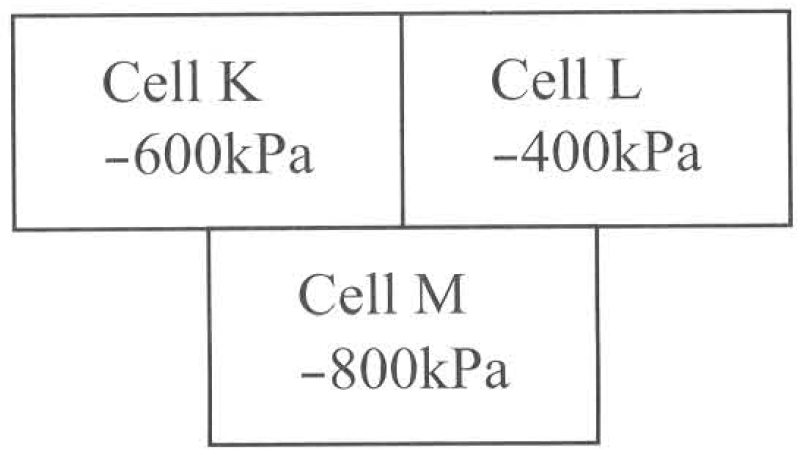 Cell K
−600kPa
Cell L
−400kPa
Cell M
−800kPa